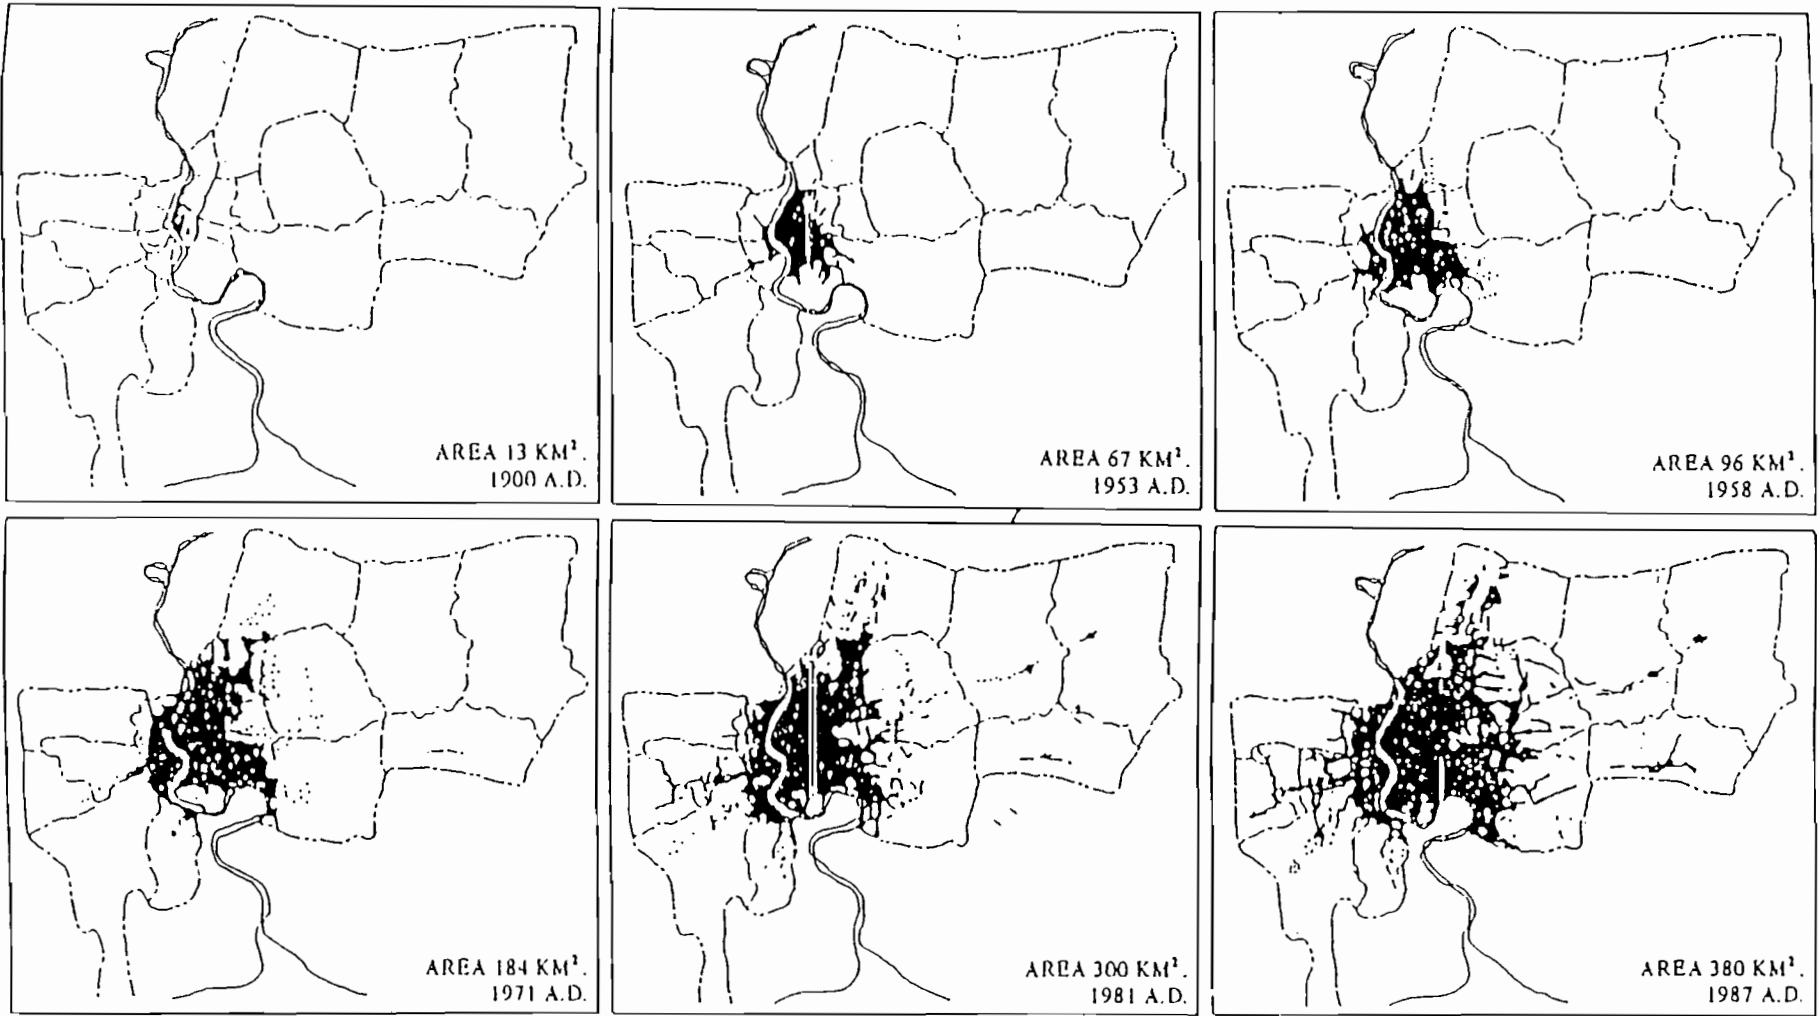 AREA 13 KM².
1900 A.D.
AREA 67 KM².
1953 A.D.
AREA 96 KM².
1958 A.D.
AREA 184 KM².
1971 A.D.
AREA 300 KM².
1981 A.D.
AREA 380 KM².
1987 A.D.